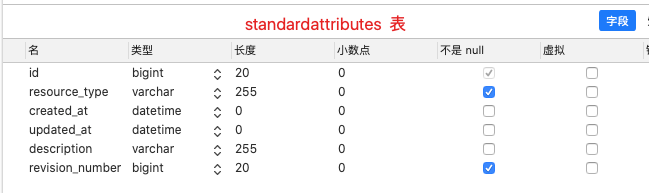 standardattributes 表
字段
名 类型 长度 小数点 不是 null 虚拟
id bigint 20 0
resource_type varchar 255 0
created_at datetime 0 0
updated_at datetime 0 0
description varchar 255 0
revision_number bigint 20 0